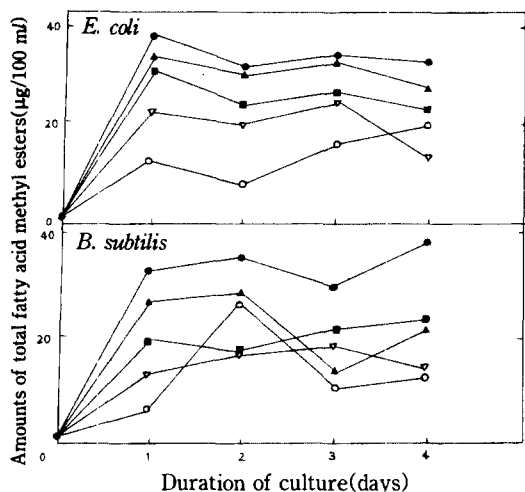 Amounts of total fatty acid methyl esters(μg/100 ml)
40
E. coli
20
0
40
B. subtilis
20
0
1
2
3
4
Duration of culture(days)